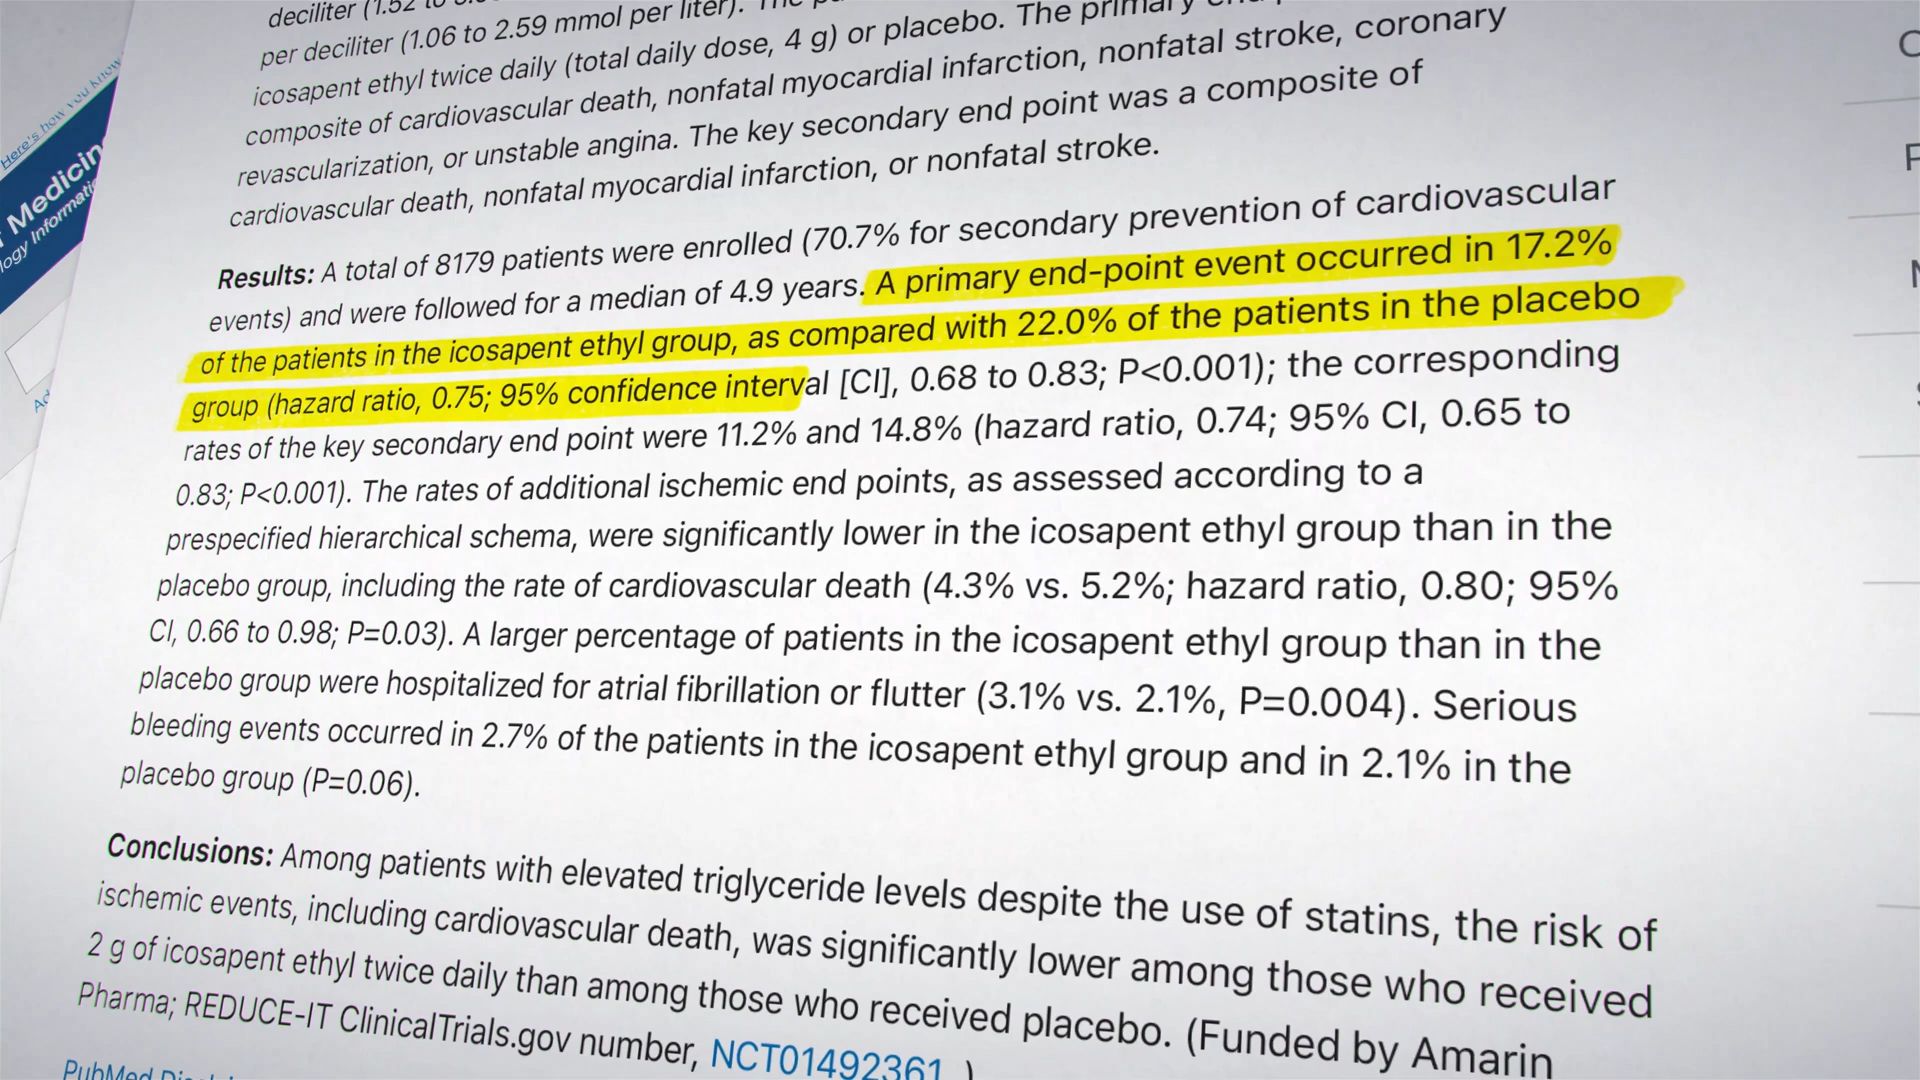 deciliter (1.52 to
per deciliter (1.06 to 2.59 mmol per liter). The
icosapent ethyl twice daily (total daily dose, 4 g) or placebo. The primary
composite of cardiovascular death, nonfatal myocardial infarction, nonfatal stroke, coronary
revascularization, or unstable angina. The key secondary end point was a composite of
cardiovascular death, nonfatal myocardial infarction, or nonfatal stroke.
Results: A total of 8179 patients were enrolled (70.7% for secondary prevention of cardiovascular
events) and were followed for a median of 4.9 years. A primary end-point event occurred in 17.2%
of the patients in the icosapent ethyl group, as compared with 22.0% of the patients in the placebo
group (hazard ratio, 0.75; 95% confidence interval [CI], 0.68 to 0.83; P<0.001); the corresponding
rates of the key secondary end point were 11.2% and 14.8% (hazard ratio, 0.74; 95% CI, 0.65 to
0.83; P<0.001). The rates of additional ischemic end points, as assessed according to a
prespecified hierarchical schema, were significantly lower in the icosapent ethyl group than in the
placebo group, including the rate of cardiovascular death (4.3% vs. 5.2%; hazard ratio, 0.80; 95%
CI, 0.66 to 0.98; P=0.03). A larger percentage of patients in the icosapent ethyl group than in the
placebo group were hospitalized for atrial fibrillation or flutter (3.1% vs. 2.1%, P=0.004). Serious
bleeding events occurred in 2.7% of the patients in the icosapent ethyl group and in 2.1% in the
placebo group (P=0.06).
Conclusions: Among patients with elevated triglyceride levels despite the use of statins, the risk of
ischemic events, including cardiovascular death, was significantly lower among those who received
2 g of icosapent ethyl twice daily than among those who received placebo. (Funded by Amarin
Pharma; REDUCE-IT ClinicalTrials.gov number, NCT01492361 .)
PubMed
Here's how you know
Medicin
logy Informati